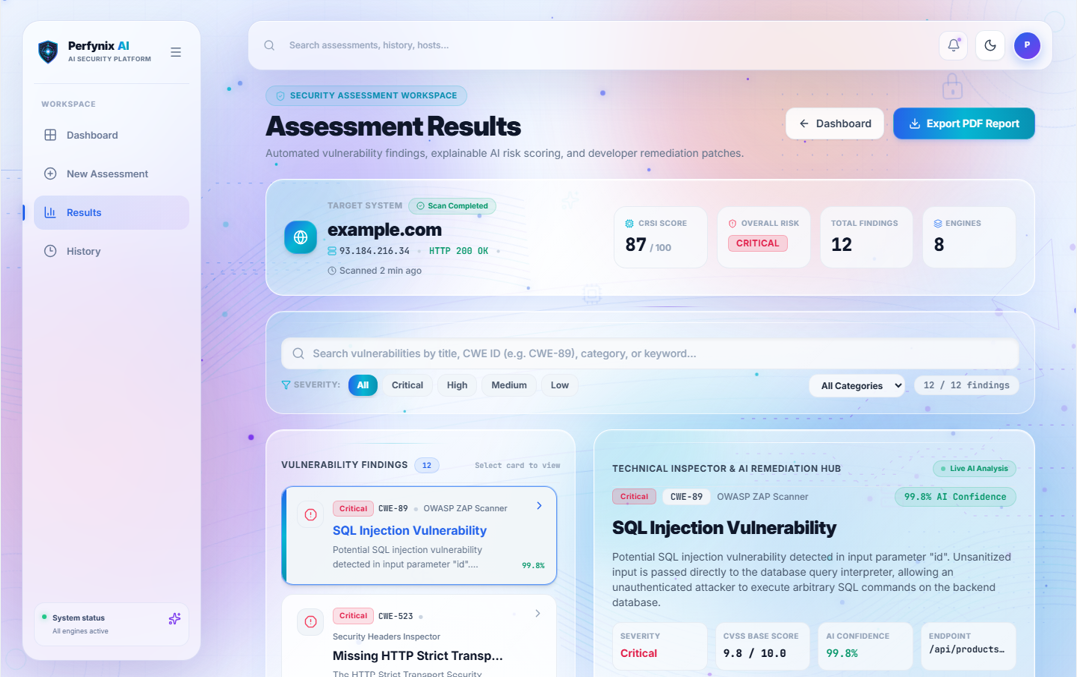 Perfynix AI
AI SECURITY PLATFORM
WORKSPACE
Dashboard
New Assessment
Results
History
System status
All engines active
Search assessments, history, hosts...
P
SECURITY ASSESSMENT WORKSPACE
Assessment Results
Automated vulnerability findings, explainable AI risk scoring, and developer remediation patches.
Dashboard
Export PDF Report
TARGET SYSTEM
Scan Completed
example.com
93.184.216.34 • HTTP 200 OK •
Scanned 2 min ago
CRSI SCORE
87 / 100
OVERALL RISK
CRITICAL
TOTAL FINDINGS
12
ENGINES
8
Search vulnerabilities by title, CWE ID (e.g. CWE-89), category, or keyword...
SEVERITY:
All
Critical
High
Medium
Low
All Categories
12 / 12 findings
VULNERABILITY FINDINGS
12
Select card to view
Critical CWE-89 • OWASP ZAP Scanner
SQL Injection Vulnerability
Potential SQL injection vulnerability
detected in input parameter "id"....
99.8%
Critical CWE-523 •
Security Headers Inspector
Missing HTTP Strict Transp...
The HTTP Strict Transport Security
TECHNICAL INSPECTOR & AI REMEDIATION HUB
Live AI Analysis
Critical CWE-89 OWASP ZAP Scanner
99.8% AI Confidence
SQL Injection Vulnerability
Potential SQL injection vulnerability detected in input parameter "id". Unsanitized
input is passed directly to the database query interpreter, allowing an
unauthenticated attacker to execute arbitrary SQL commands on the backend
database.
SEVERITY
Critical
CVSS BASE SCORE
9.8 / 10.0
AI CONFIDENCE
99.8%
ENDPOINT
/api/products…